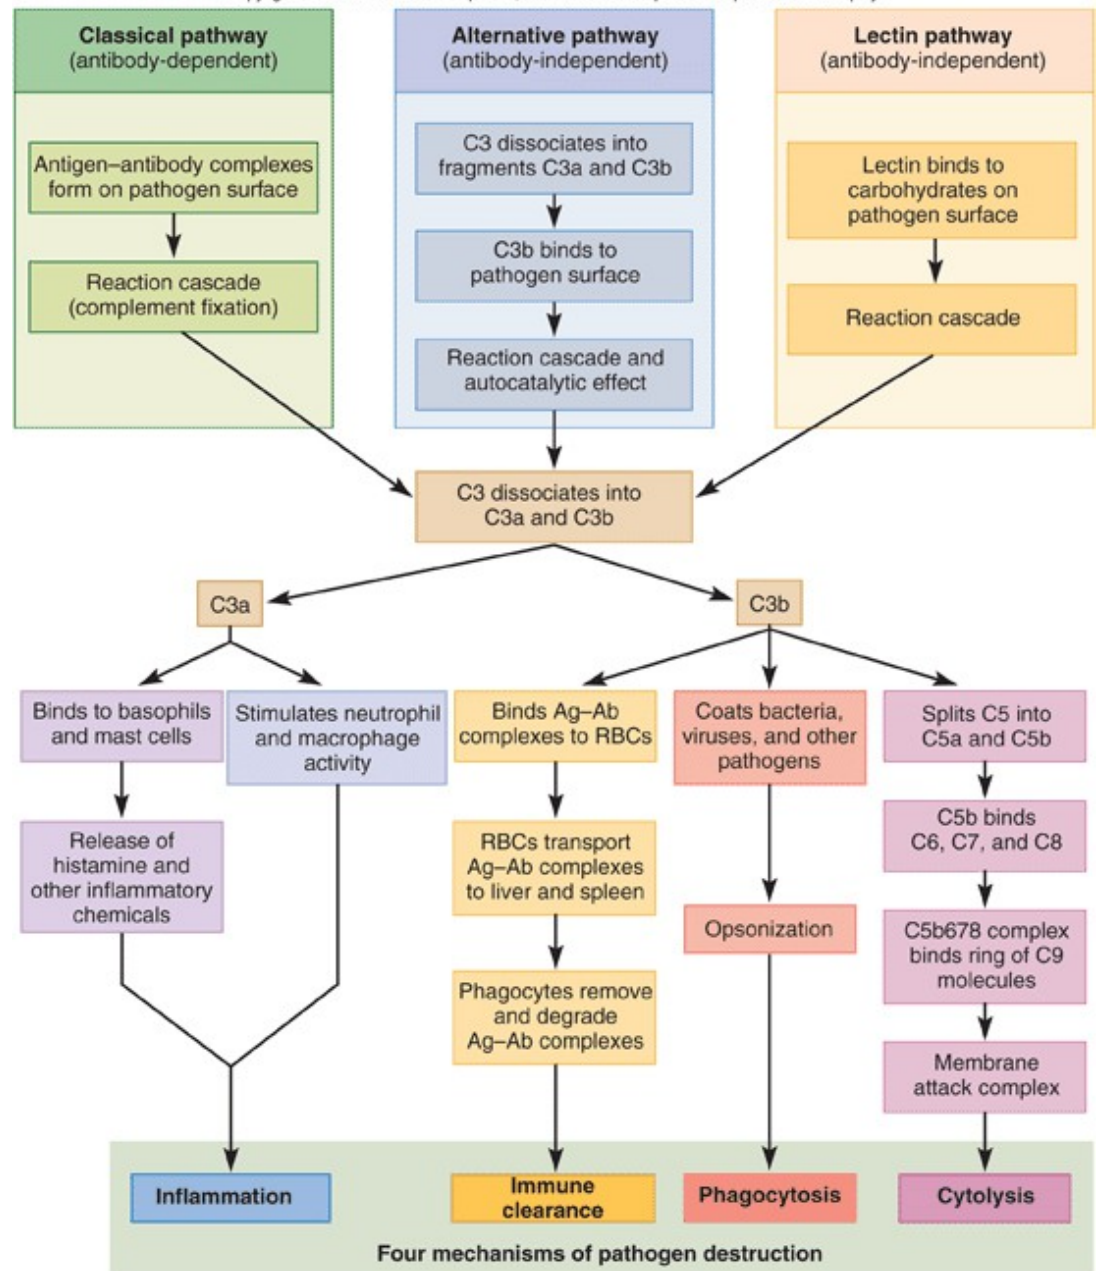 Classical pathway
(antibody-dependent)
Alternative pathway
(antibody-independent)
Lectin pathway
(antibody-independent)
Antigen–antibody complexes
form on pathogen surface
Reaction cascade
(complement fixation)
C3 dissociates into
fragments C3a and C3b
C3b binds to
pathogen surface
Reaction cascade and
autocatalytic effect
Lectin binds to
carbohydrates on
pathogen surface
Reaction cascade
C3 dissociates into
C3a and C3b
C3a
C3b
Binds to basophils
and mast cells
Stimulates neutrophil
and macrophage
activity
Binds Ag–Ab
complexes to RBCs
Coats bacteria,
viruses, and other
pathogens
Splits C5 into
C5a and C5b
Release of
histamine and
other inflammatory
chemicals
RBCs transport
Ag–Ab complexes
to liver and spleen
Opsonization
C5b binds
C6, C7, and C8
Phagocytes remove
and degrade
Ag–Ab complexes
C5b678 complex
binds ring of C9
molecules
Membrane
attack complex
Inflammation
Immune
clearance
Phagocytosis
Cytolysis
Four mechanisms of pathogen destruction